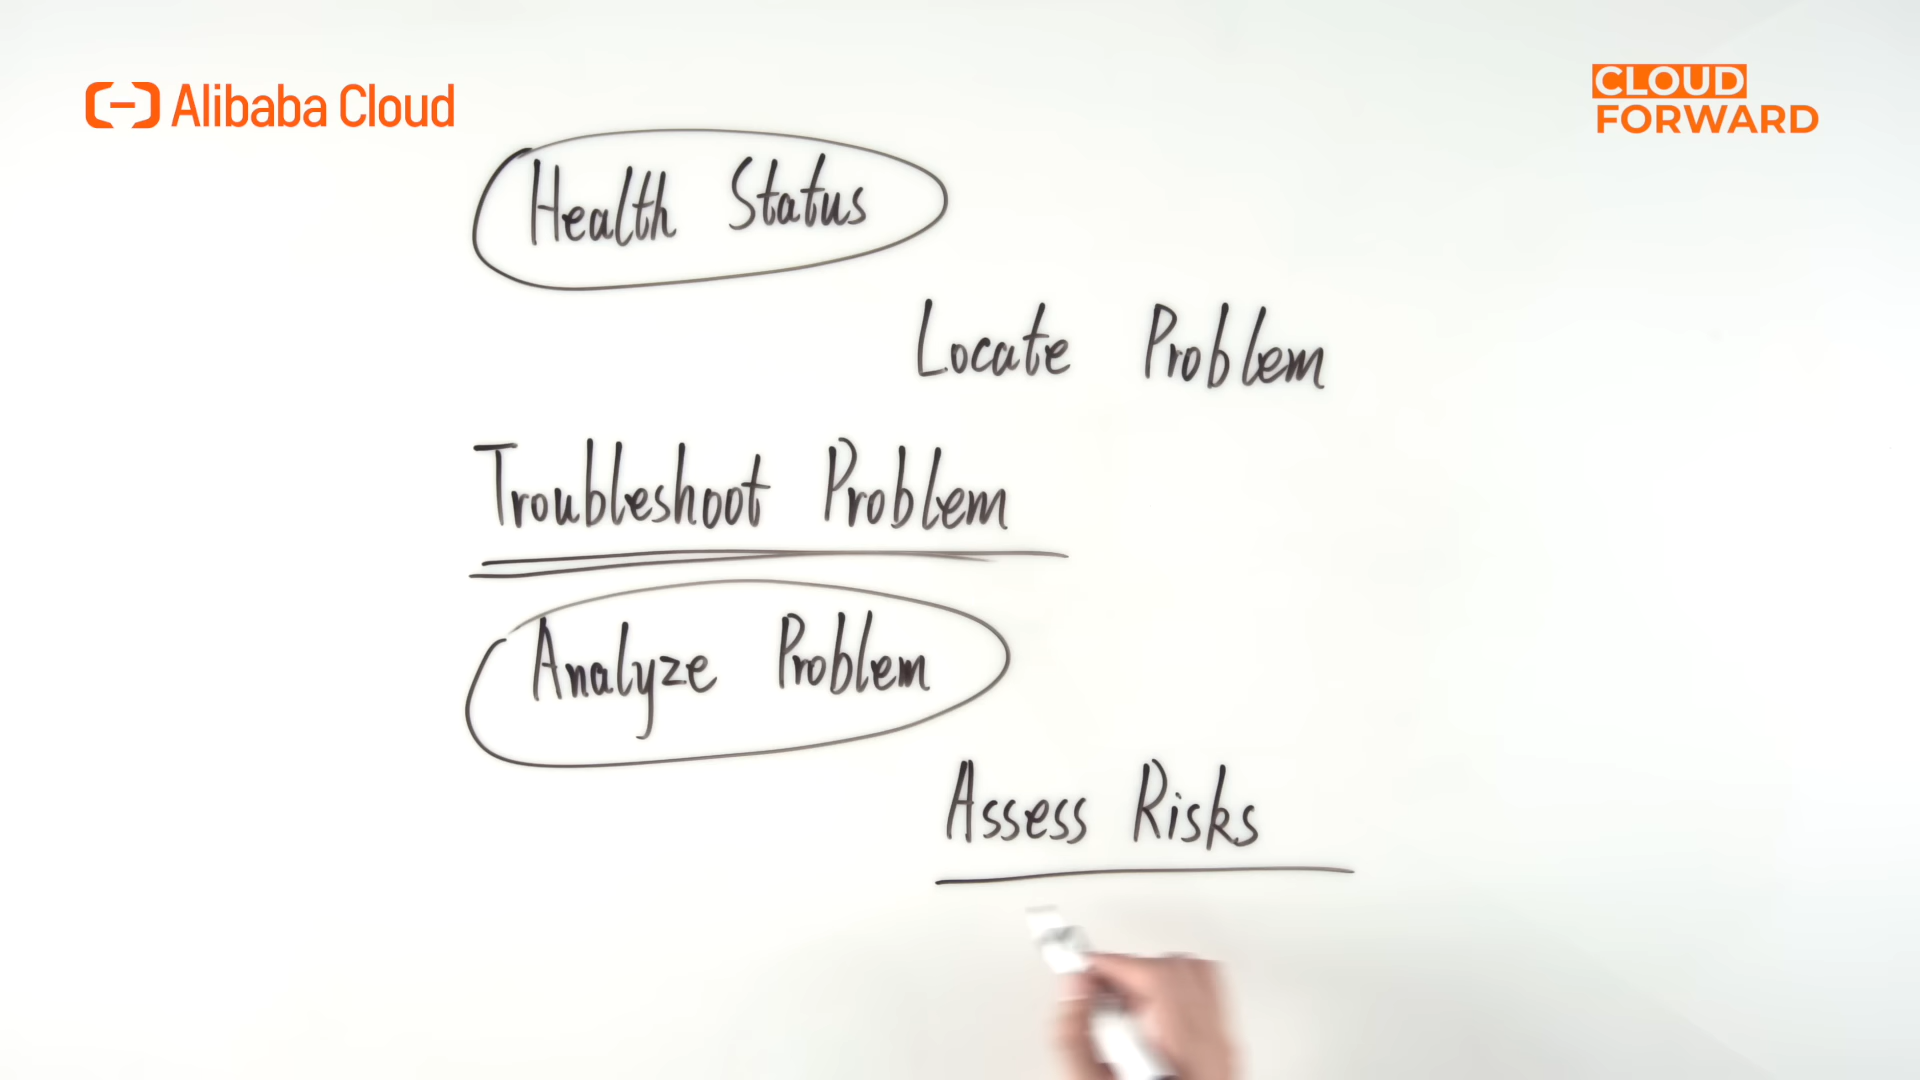 Alibaba Cloud
CLOUD
FORWARD
Health Status
Locate Problem
Troubleshoot Problem
Analyze Problem
Assess Risks